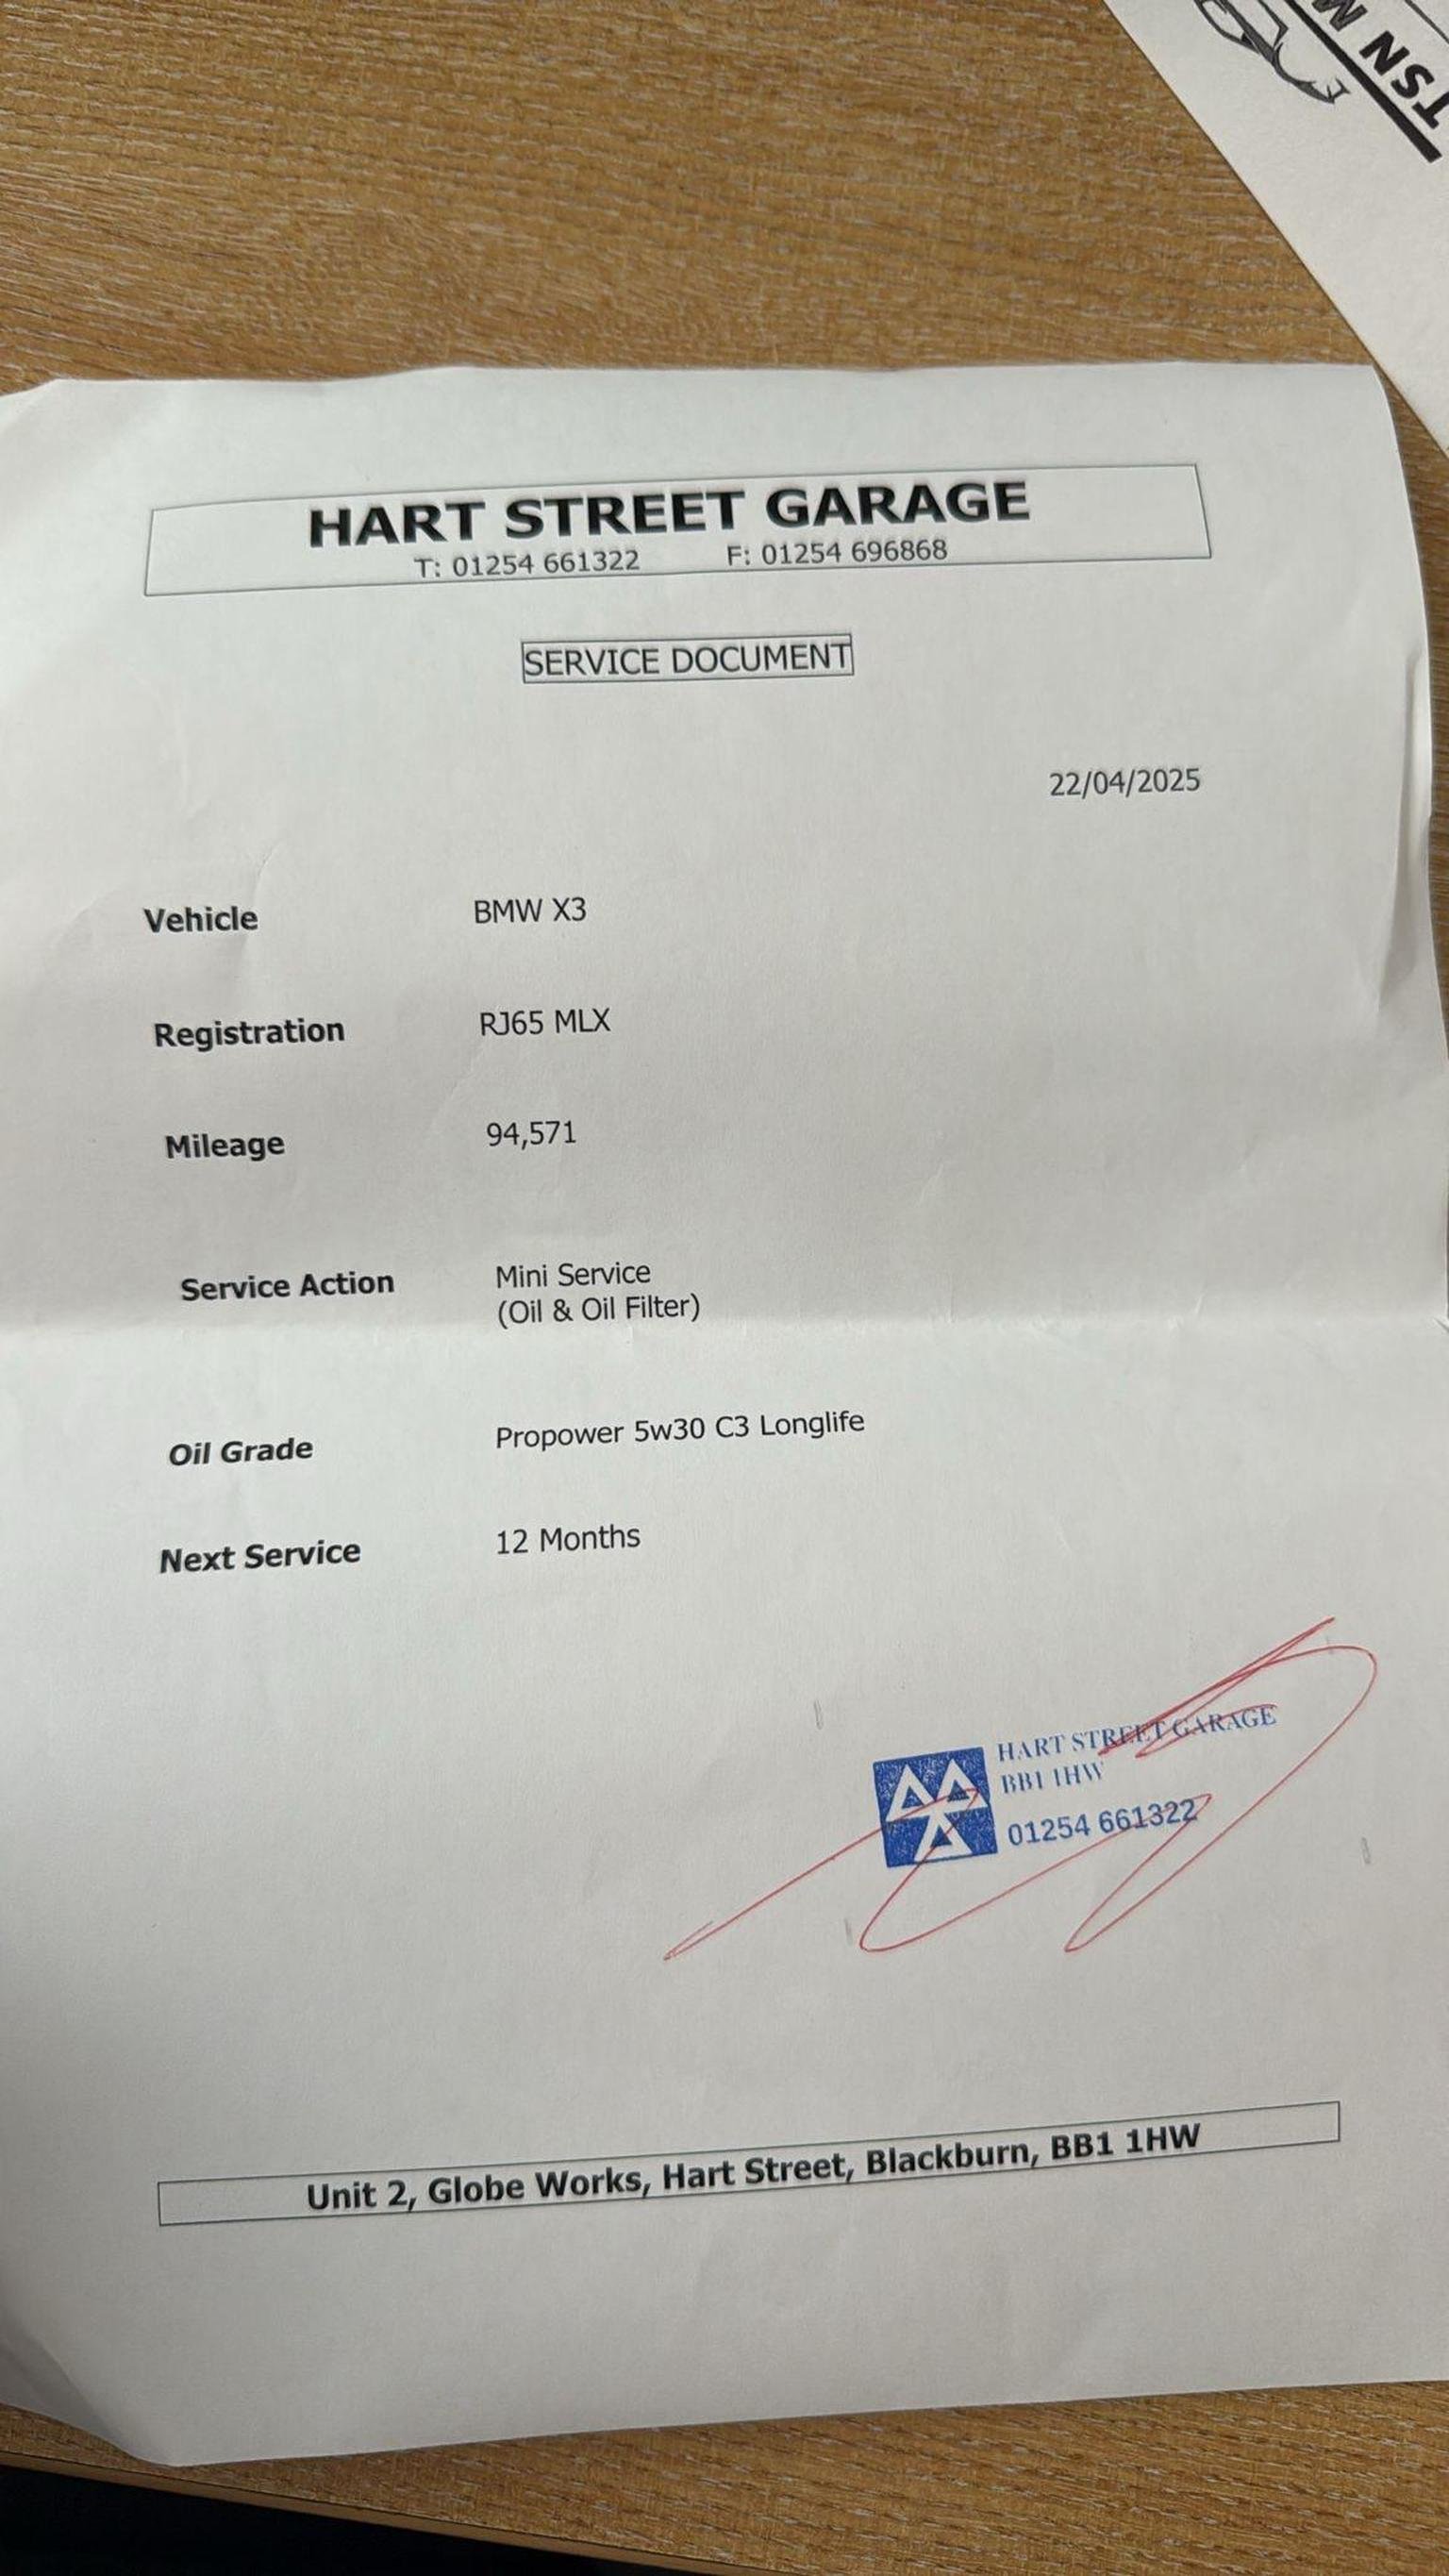 TSN M
HART STREET GARAGE
T: 01254 661322 F: 01254 696868
SERVICE DOCUMENT
22/04/2025
Vehicle BMW X3
Registration RJ65 MLX
Mileage 94,571
Service Action Mini Service
(Oil & Oil Filter)
Oil Grade Propower 5w30 C3 Longlife
Next Service 12 Months
HART STREET GARAGE
BB1 1HW
01254 661322
Unit 2, Globe Works, Hart Street, Blackburn, BB1 1HW